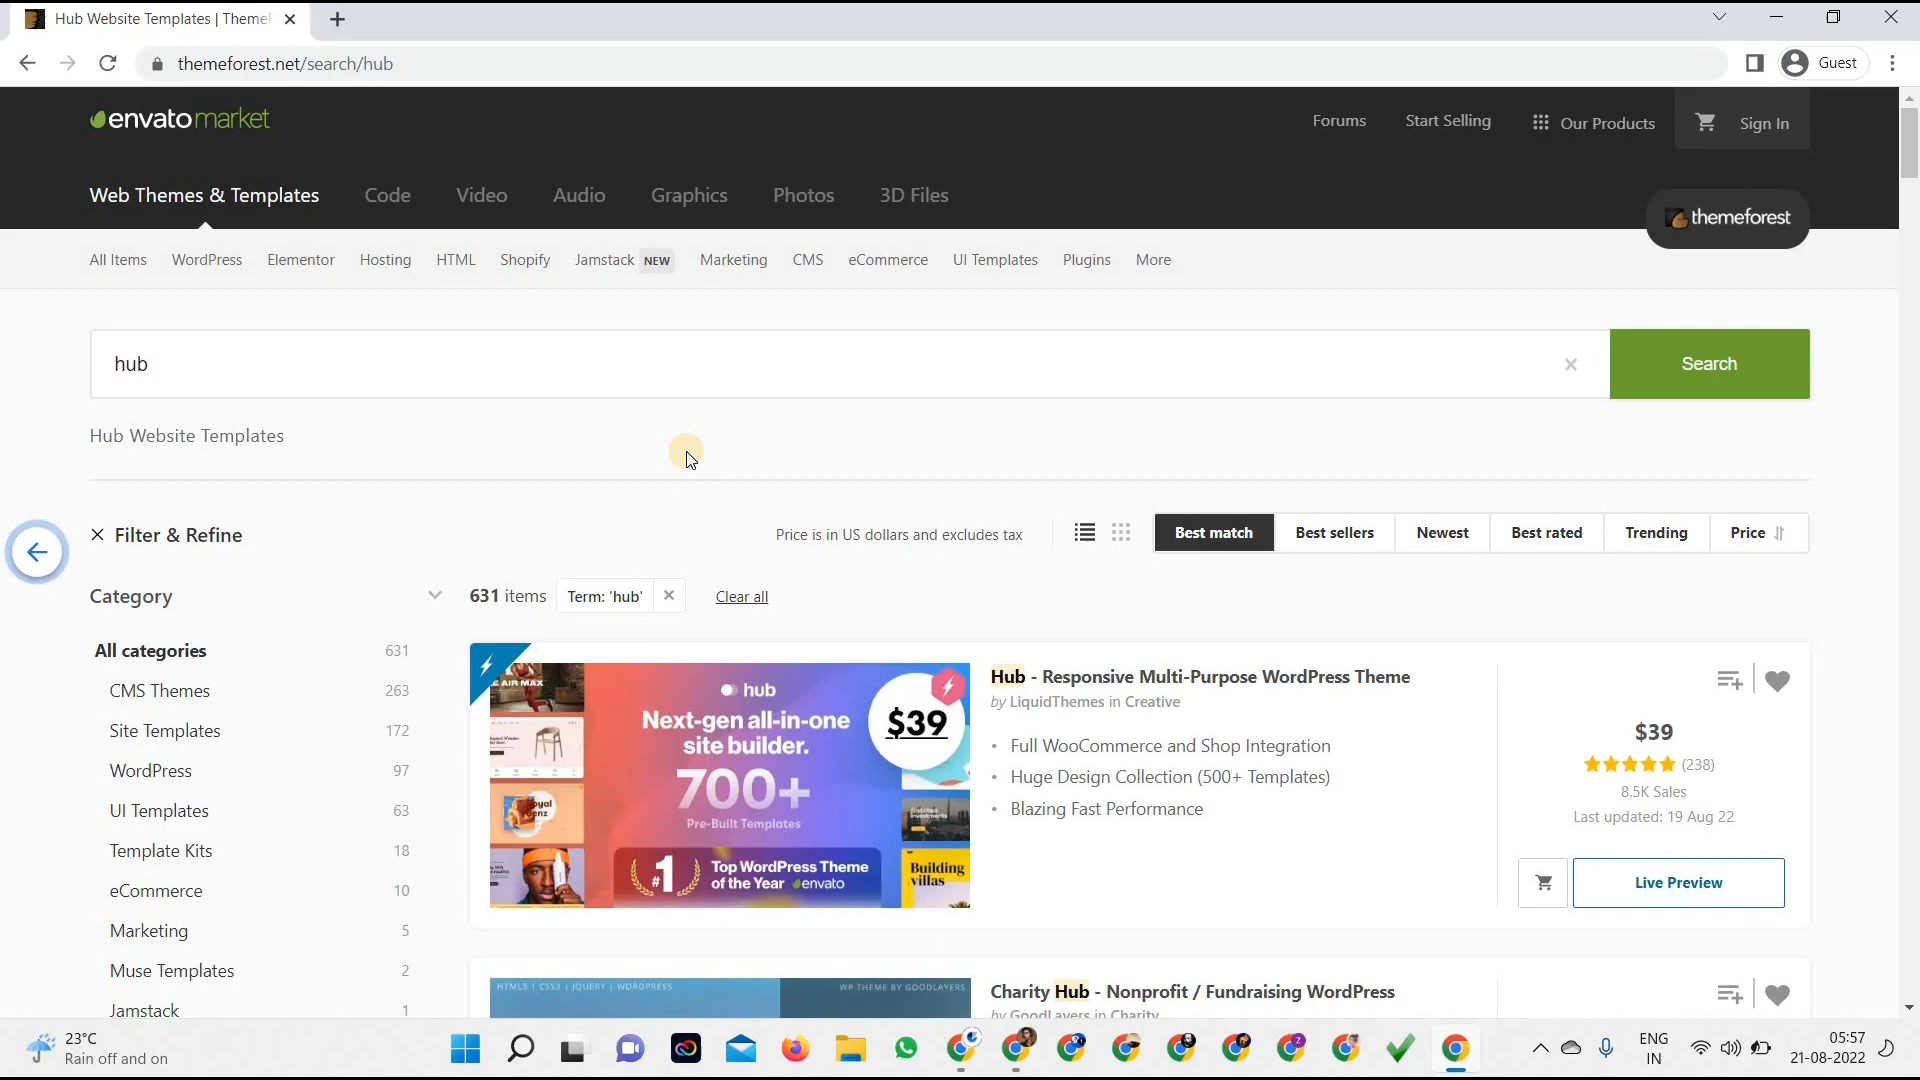 Hub Website Templates | Theme
themeforest.net/search/hub
Guest
envato market
Forums
Start Selling
Our Products
Sign In
Web Themes & Templates
Code
Video
Audio
Graphics
Photos
3D Files
themeforest
All Items
WordPress
Elementor
Hosting
HTML
Shopify
Jamstack NEW
Marketing
CMS
eCommerce
UI Templates
Plugins
More
hub
Search
Hub Website Templates
Filter & Refine
Price is in US dollars and excludes tax
Best match
Best sellers
Newest
Best rated
Trending
Price
Category
631 items
Term: 'hub'
Clear all
All categories 631
CMS Themes 263
Site Templates 172
WordPress 97
UI Templates 63
Template Kits 18
eCommerce 10
Marketing 5
Muse Templates 2
Jamstack 1
AIR MAX
hub
Next-gen all-in-one
site builder.
$39
700+
Pre-Built Templates
#1
Top WordPress Theme
of the Year envato
Building
villas
Hub - Responsive Multi-Purpose WordPress Theme
by LiquidThemes in Creative
• Full WooCommerce and Shop Integration
• Huge Design Collection (500+ Templates)
• Blazing Fast Performance
$39
(238)
8.5K Sales
Last updated: 19 Aug 22
Live Preview
HTML5 | CSS3 | JQUERY | WORDPRESS
WP THEME BY GOODLAYERS
Charity Hub - Nonprofit / Fundraising WordPress
by GoodLayers in Charity
23°C
Rain off and on
ENG
IN
05:57
21-08-2022